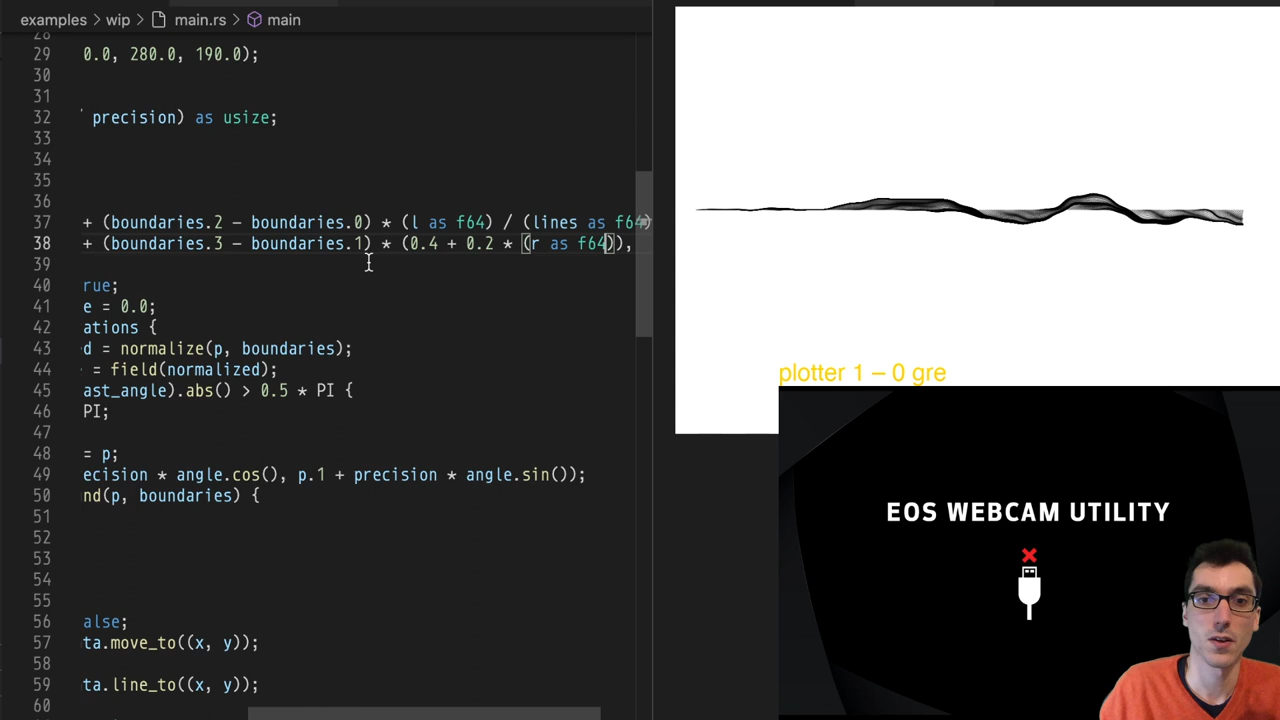 examples > wip > main.rs > main
28
29 0.0, 280.0, 190.0);
30
31
32 precision) as usize;
33
34
35
36
37 + (boundaries.2 - boundaries.0) * (l as f64) / (lines as f64)
38 + (boundaries.3 - boundaries.1) * (0.4 + 0.2 * (r as f64)),
39
40 rue;
41 e = 0.0;
42 ations {
43 d = normalize(p, boundaries);
44 = field(normalized);
45 ast_angle).abs() > 0.5 * PI {
46 PI;
47
48 = p;
49 ecision * angle.cos(), p.1 + precision * angle.sin());
50 nd(p, boundaries) {
51
52
53
54
55
56 alse;
57 ta.move_to((x, y));
58
59 ta.line_to((x, y));
60
plotter 1 – 0 gre
EOS WEBCAM UTILITY